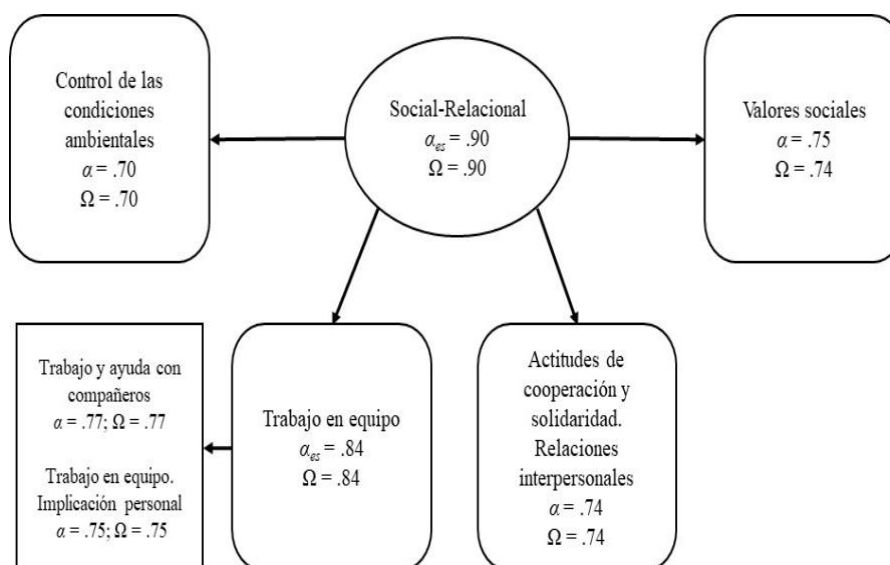 Control de las
condiciones
ambientales
α = .70
Ω = .70
Social-Relacional
αes = .90
Ω = .90
Valores sociales
α = .75
Ω = .74
Trabajo y ayuda con
compañeros
α = .77; Ω = .77
Trabajo en equipo.
Implicación personal
α = .75; Ω = .75
Trabajo en equipo
αes = .84
Ω = .84
Actitudes de
cooperación y
solidaridad.
Relaciones
interpersonales
α = .74
Ω = .74